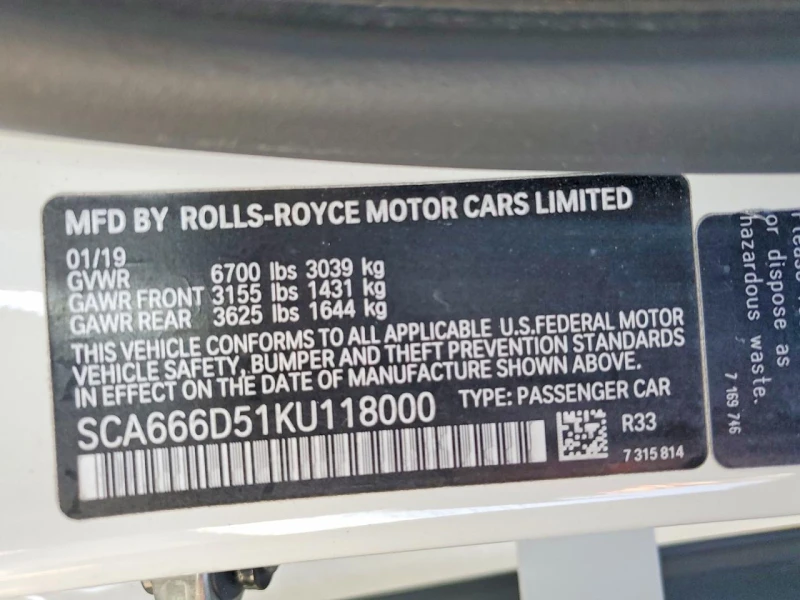 MFD BY ROLLS-ROYCE MOTOR CARS LIMITED
01/19
GVWR 6700 lbs 3039 kg
GAWR FRONT 3155 lbs 1431 kg
GAWR REAR 3625 lbs 1644 kg
THIS VEHICLE CONFORMS TO ALL APPLICABLE U.S.FEDERAL MOTOR
VEHICLE SAFETY, BUMPER AND THEFT PREVENTION STANDARDS
IN EFFECT ON THE DATE OF MANUFACTURE SHOWN ABOVE.
SCA666D51KU118000 TYPE: PASSENGER CAR
R33
7 315 814
or dispose as
hazardous waste.
7 169 746